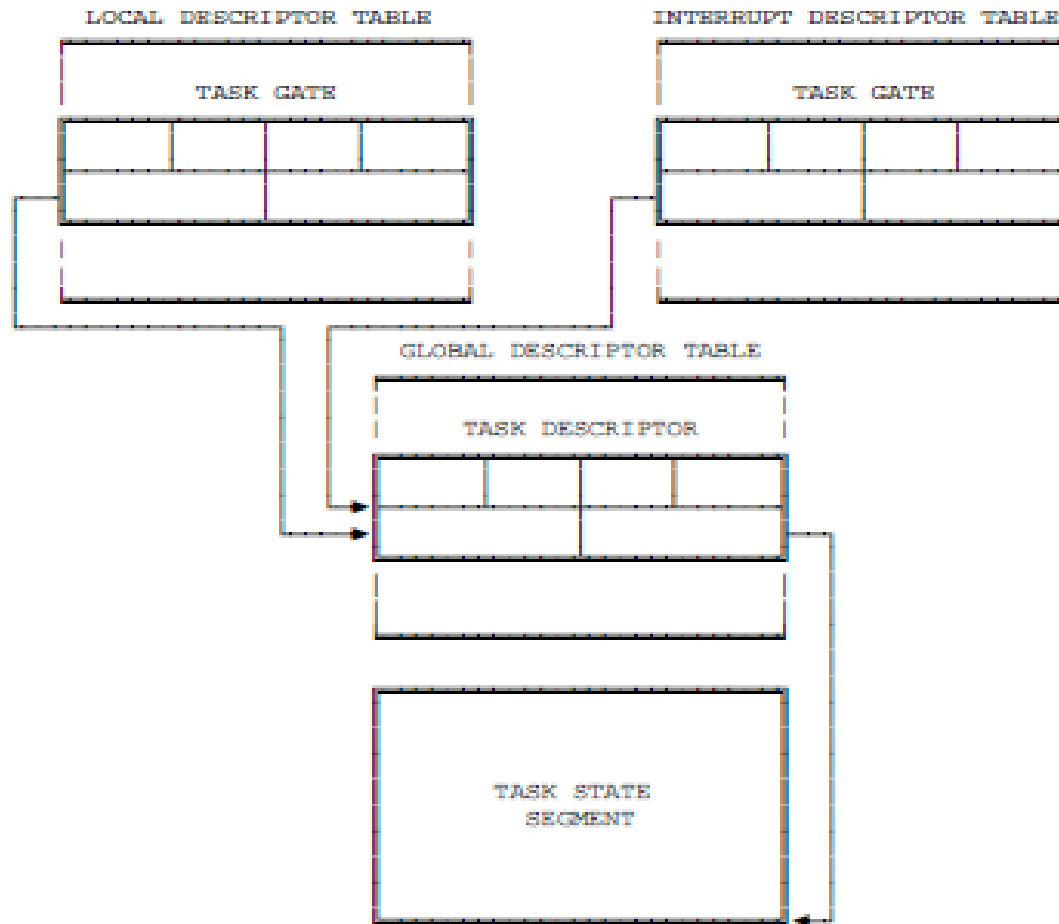 LOCAL DESCRIPTOR TABLE
INTERRUPT DESCRIPTOR TABLE
TASK GATE
TASK GATE
GLOBAL DESCRIPTOR TABLE
TASK DESCRIPTOR
TASK STATE
SEGMENT